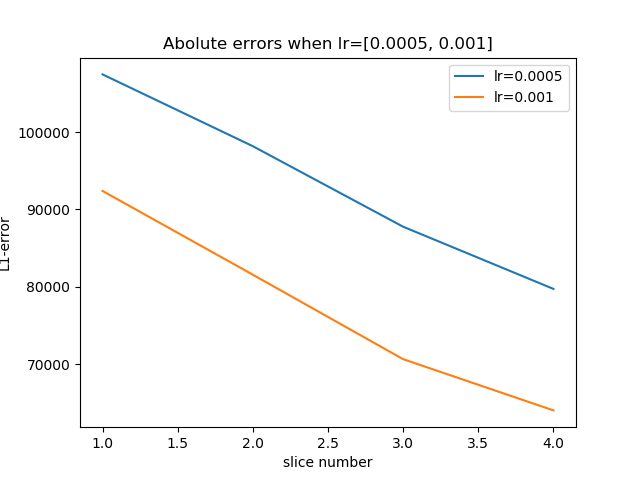 Abolute errors when lr=[0.0005, 0.001]
lr=0.0005
lr=0.001
100000
90000
80000
70000
L1-error
1.0 1.5 2.0 2.5 3.0 3.5 4.0
slice number